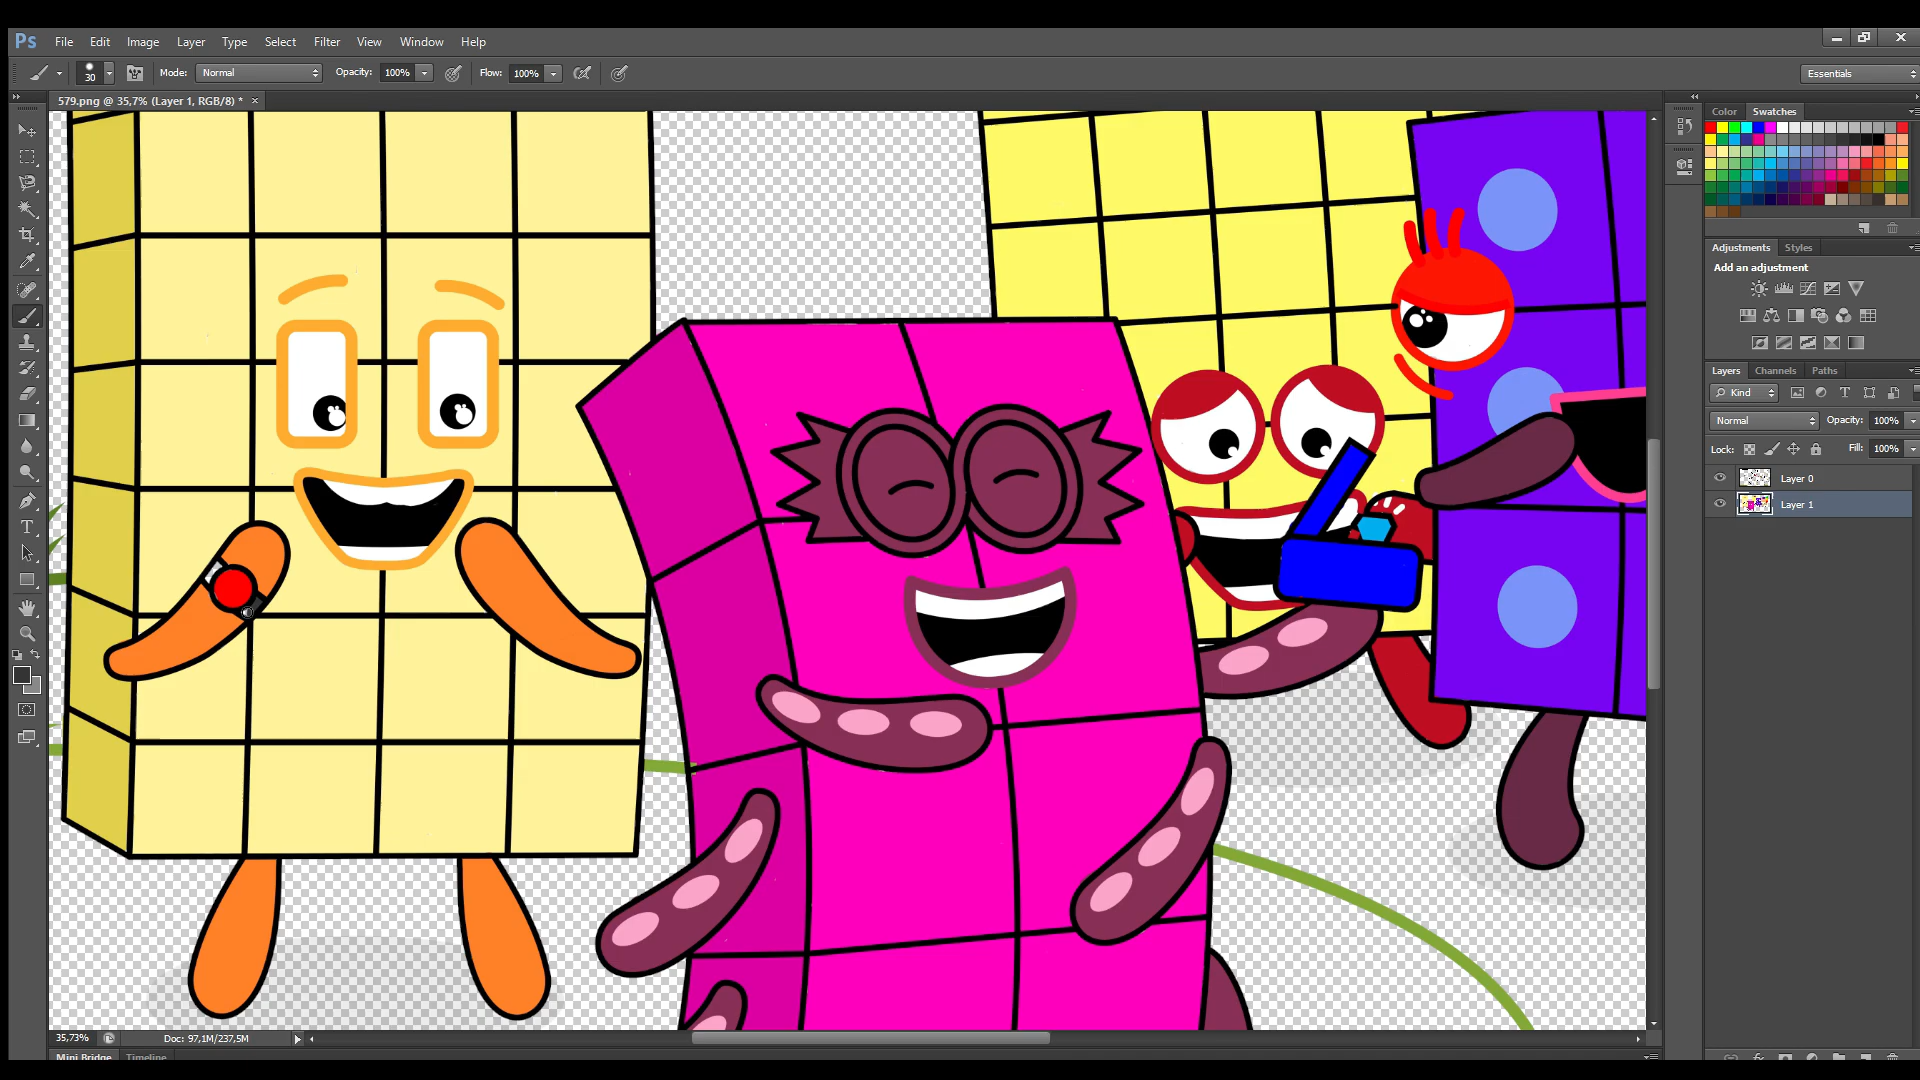 Ps File Edit Image Layer Type Select Filter View Window Help
30 Mode: Normal Opacity: 100% Flow: 100% Essentials
579.png @ 35,7% (Layer 1, RGB/8) * ×
Color Swatches
Adjustments Styles
Add an adjustment
Layers Channels Paths
Kind
Normal Opacity: 100%
Lock: Fill: 100%
Layer 0
Layer 1
35,73% Doc: 97,1M/237,5M
Mini Bridge Timeline